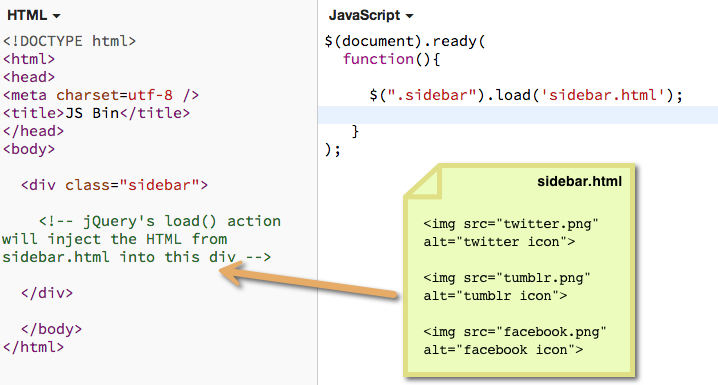 HTML
<!DOCTYPE html>
<html>
<head>
<meta charset=utf-8 />
<title>JS Bin</title>
</head>
<body>
<div class="sidebar">
<!-- jQuery's load() action
will inject the HTML from
sidebar.html into this div -->
</div>
</body>
</html>
JavaScript
$(document).ready(
function(){
$(".sidebar").load('sidebar.html');
}
);
sidebar.html
<img src="twitter.png"
alt="twitter icon">
<img src="tumblr.png"
alt="tumblr icon">
<img src="facebook.png"
alt="facebook icon">